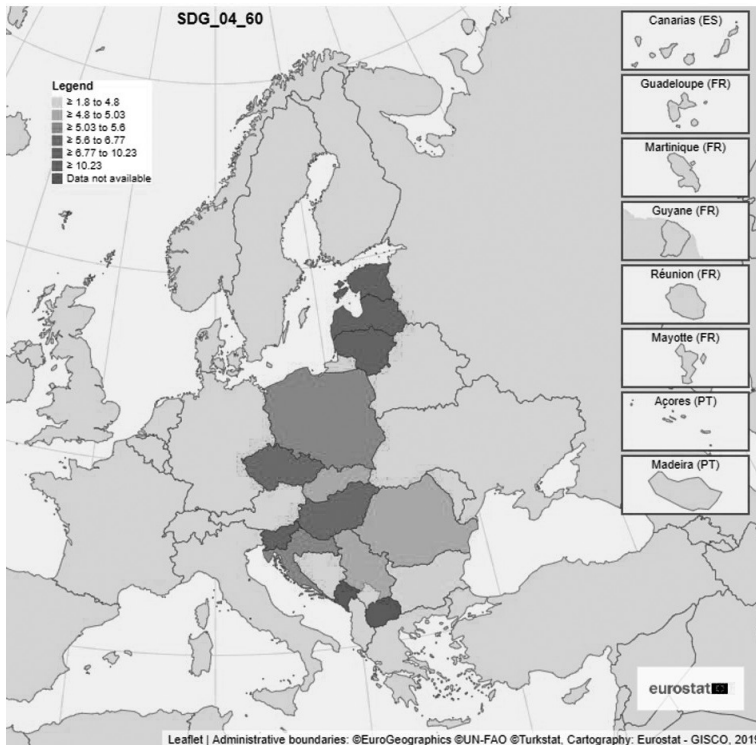 SDG_04_60
Legend
≥ 1.8 to 4.8
≥ 4.8 to 5.03
≥ 5.03 to 5.6
≥ 5.6 to 6.77
≥ 6.77 to 10.23
≥ 10.23
Data not available
Canarias (ES)
Guadeloupe (FR)
Martinique (FR)
Guyane (FR)
Réunion (FR)
Mayotte (FR)
Açores (PT)
Madeira (PT)
eurostat
Leaflet | Administrative boundaries: ©EuroGeographics ©UN-FAO ©Turkstat, Cartography: Eurostat - GISCO, 2019